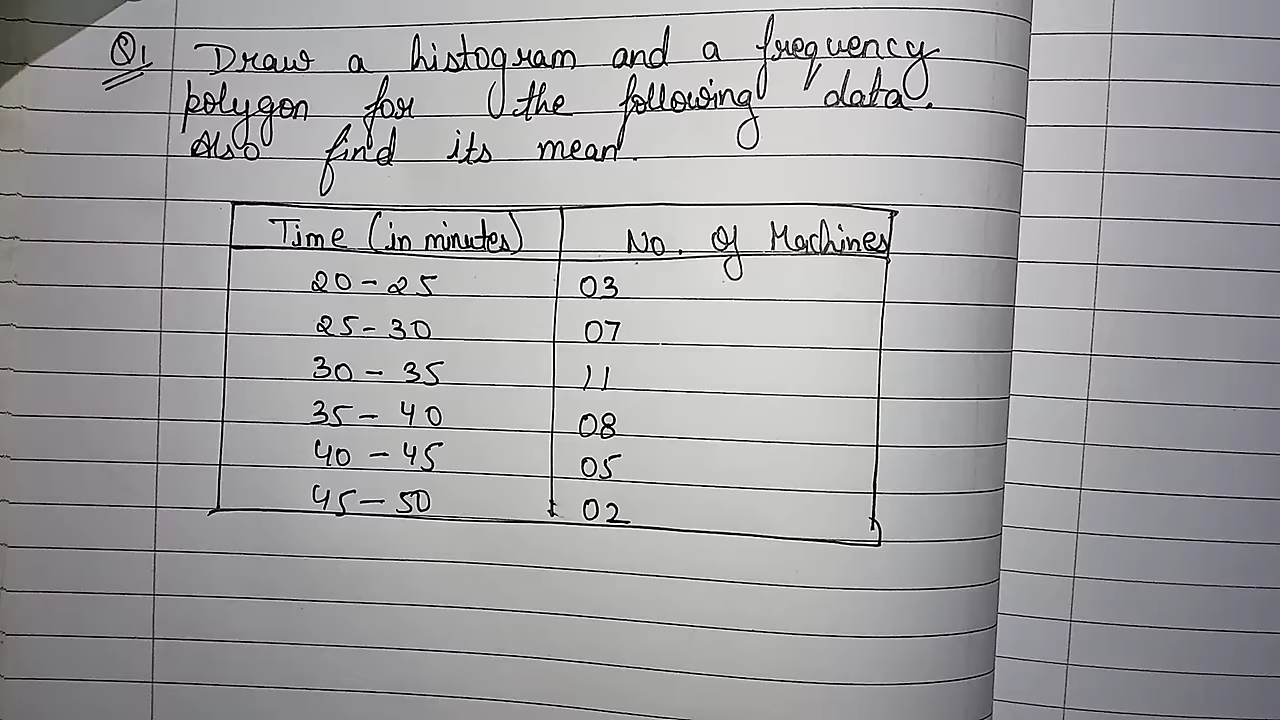 Q1 Draw a histogram and a frequency
polygon for the following data.
Also find its mean.
Time (in minutes) No. Of Machines
20 - 25 03
25 - 30 07
30 - 35 11
35 - 40 08
40 - 45 05
45 - 50 02